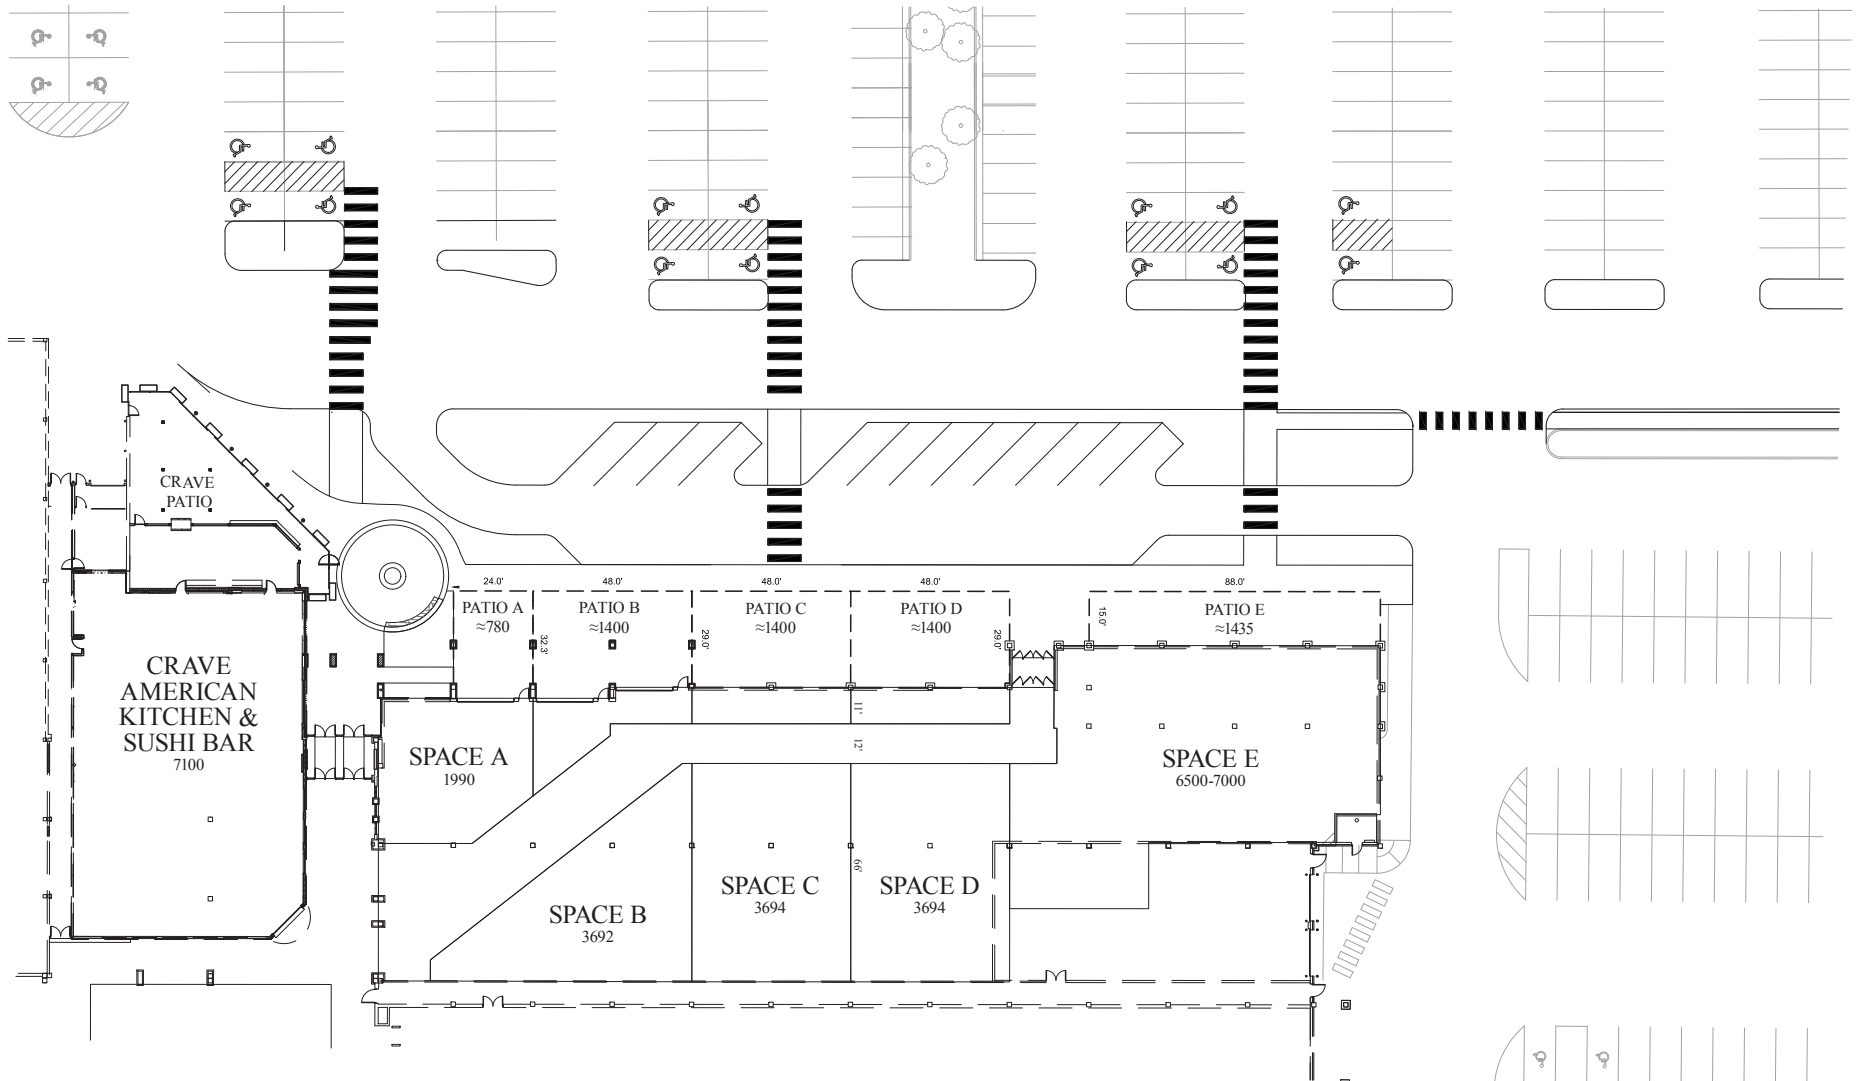 CRAVE
PATIO
24.0'
48.0'
48.0'
48.0'
88.0'
PATIO A
≈780
PATIO B
≈1400
PATIO C
≈1400
PATIO D
≈1400
PATIO E
≈1435
32.3'
29.0'
29.0'
15.0'
CRAVE
AMERICAN
KITCHEN &
SUSHI BAR
7100
11'
12'
SPACE A
1990
SPACE E
6500-7000
66'
SPACE B
3692
SPACE C
3694
SPACE D
3694